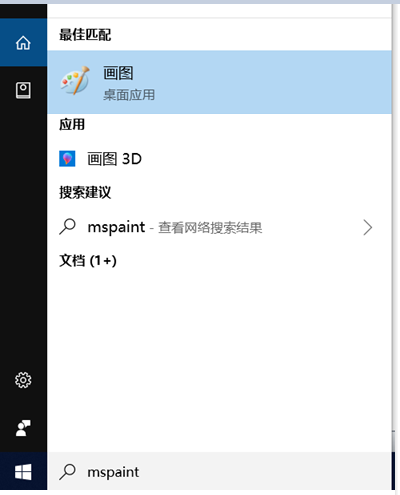 最佳匹配
画图
桌面应用
应用
画图 3D
搜索建议
mspaint - 查看网络搜索结果
文档 (1+)
mspaint